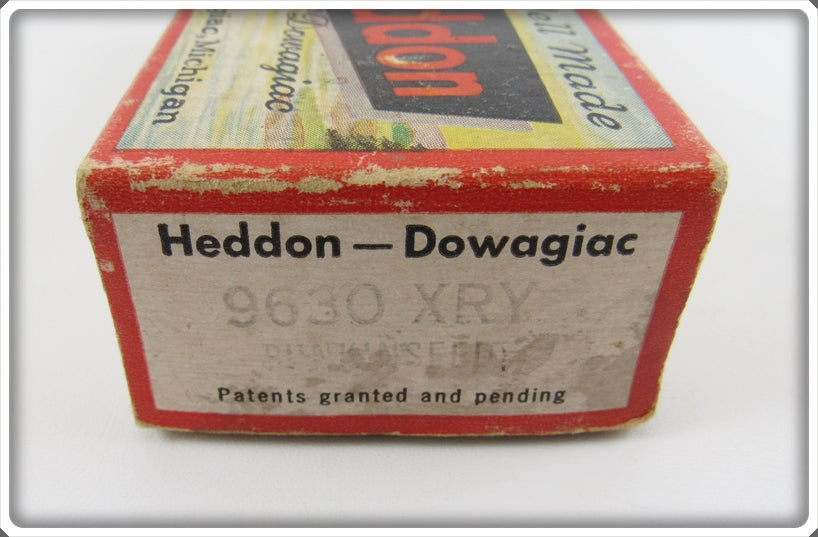 Dowagiac
Michigan
Made
Heddon — Dowagiac
9630 XRY
Patents granted and pending